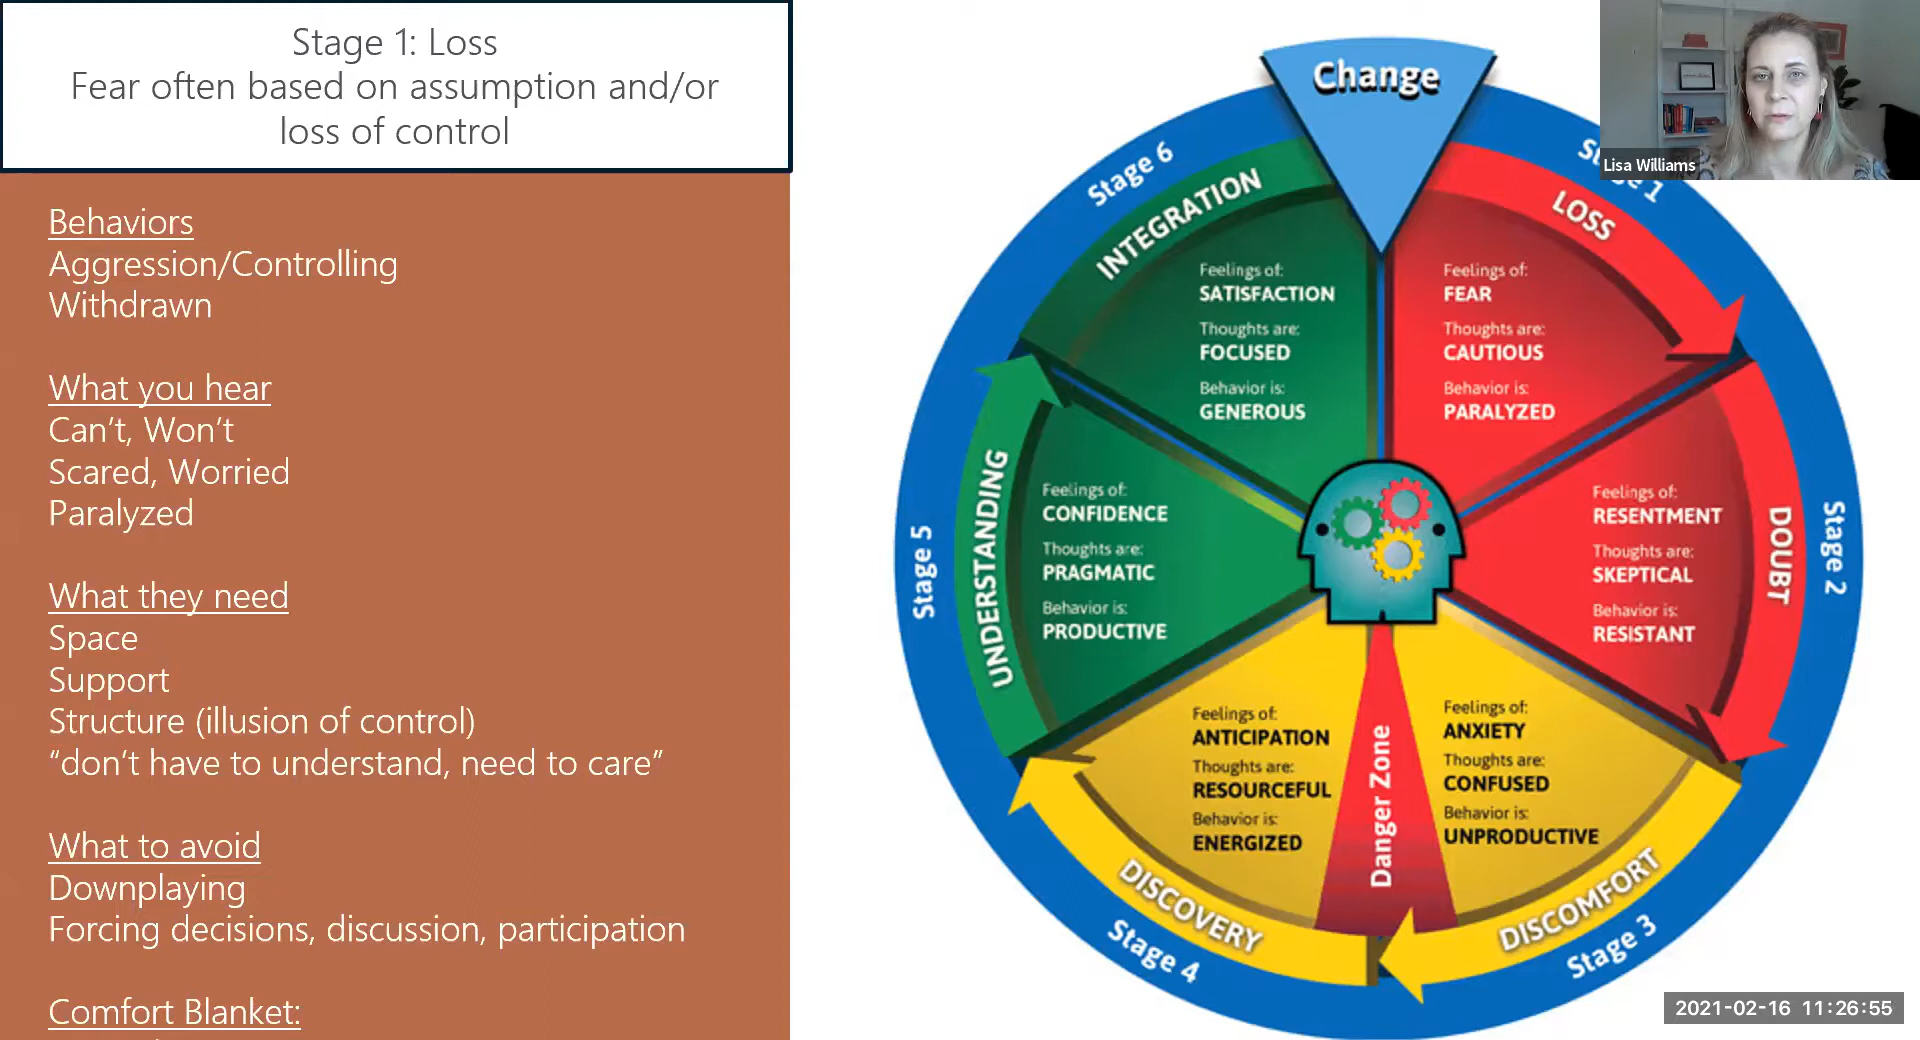 Stage 1: Loss
Fear often based on assumption and/or
loss of control
Behaviors
Aggression/Controlling
Withdrawn
What you hear
Can't, Won't
Scared, Worried
Paralyzed
What they need
Space
Support
Structure (illusion of control)
“don't have to understand, need to care”
What to avoid
Downplaying
Forcing decisions, discussion, participation
Comfort Blanket:
Change
Stage 1
LOSS
Feelings of:
FEAR
Thoughts are:
CAUTIOUS
Behavior is:
PARALYZED
Stage 2
DOUBT
Feelings of:
RESENTMENT
Thoughts are:
SKEPTICAL
Behavior is:
RESISTANT
Stage 3
DISCOMFORT
Feelings of:
ANXIETY
Thoughts are:
CONFUSED
Behavior is:
UNPRODUCTIVE
Danger Zone
Stage 4
DISCOVERY
Feelings of:
ANTICIPATION
Thoughts are:
RESOURCEFUL
Behavior is:
ENERGIZED
Stage 5
UNDERSTANDING
Feelings of:
CONFIDENCE
Thoughts are:
PRAGMATIC
Behavior is:
PRODUCTIVE
Stage 6
INTEGRATION
Feelings of:
SATISFACTION
Thoughts are:
FOCUSED
Behavior is:
GENEROUS
Lisa Williams
2021-02-16 11:26:55